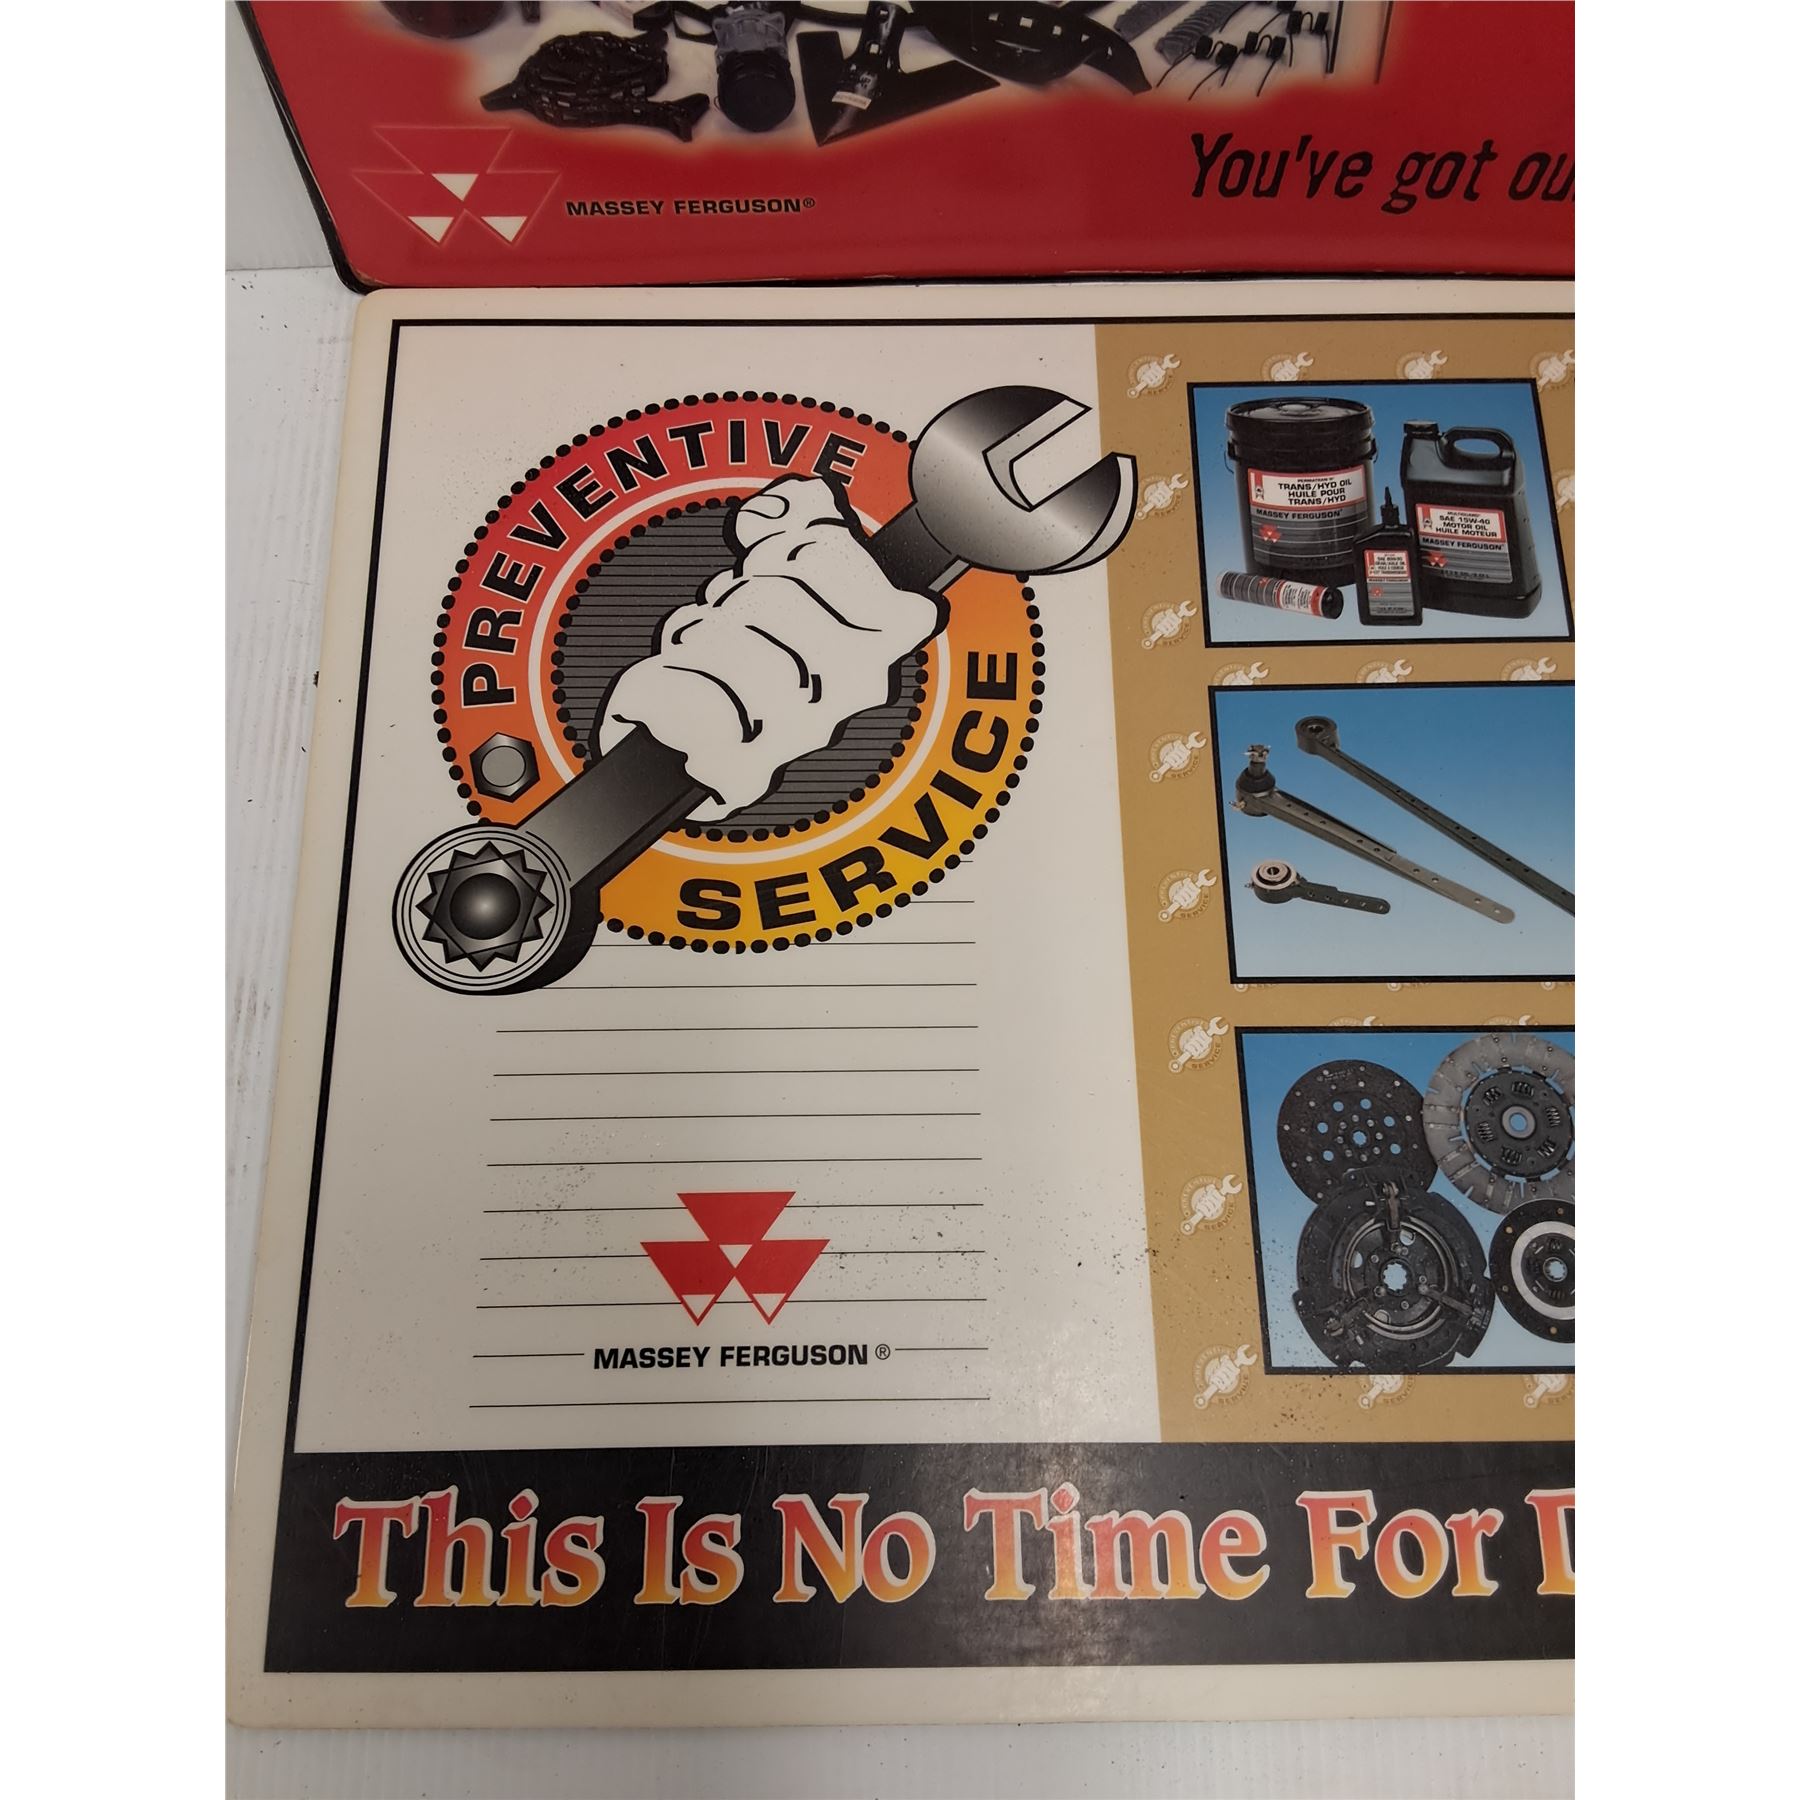 MASSEY FERGUSON®
You've got
PREVENTIVE
SERVICE
TRANS/HYD OIL
HUILE POUR
TRANS/HYD
MASSEY FERGUSON
SAE 15W-40
MOTOR OIL
HUILE MOTEUR
MASSEY FERGUSON
MASSEY FERGUSON ®
This Is No Time For